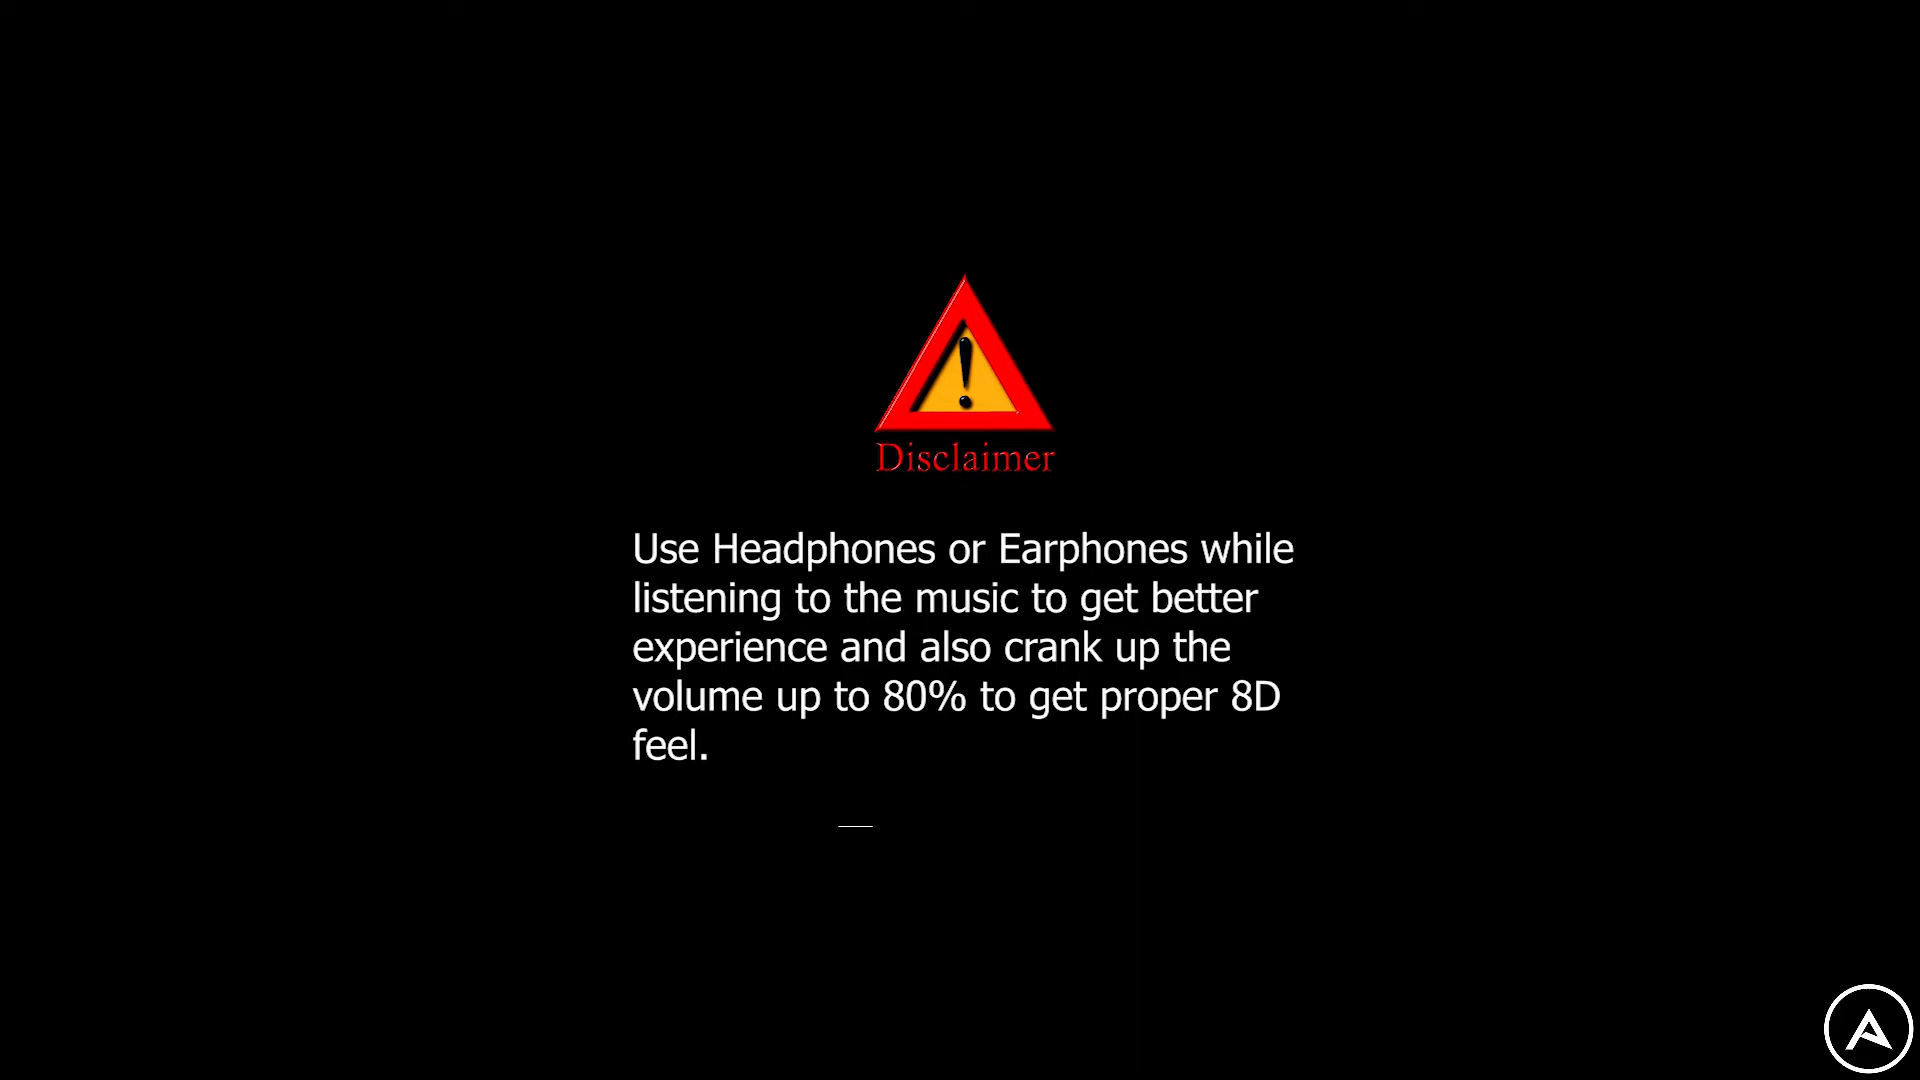 Disclaimer
Use Headphones or Earphones while
listening to the music to get better
experience and also crank up the
volume up to 80% to get proper 8D
feel.